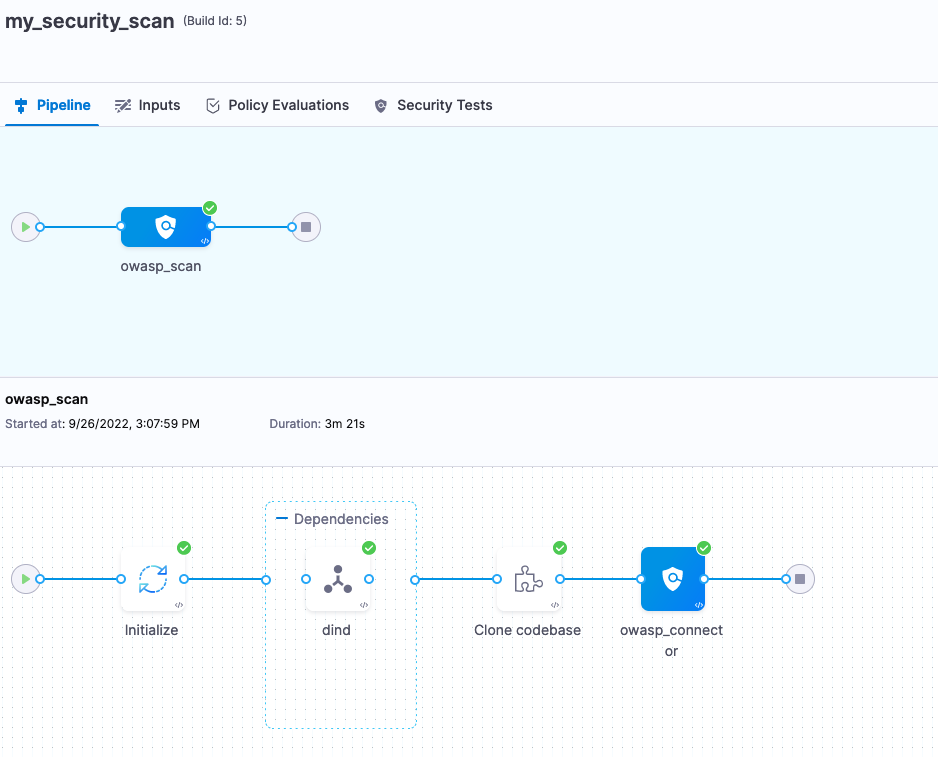 my_security_scan (Build Id: 5)
Pipeline Inputs Policy Evaluations Security Tests
owasp_scan
owasp_scan
Started at: 9/26/2022, 3:07:59 PM Duration: 3m 21s
Dependencies
Initialize dind Clone codebase owasp_connect
or